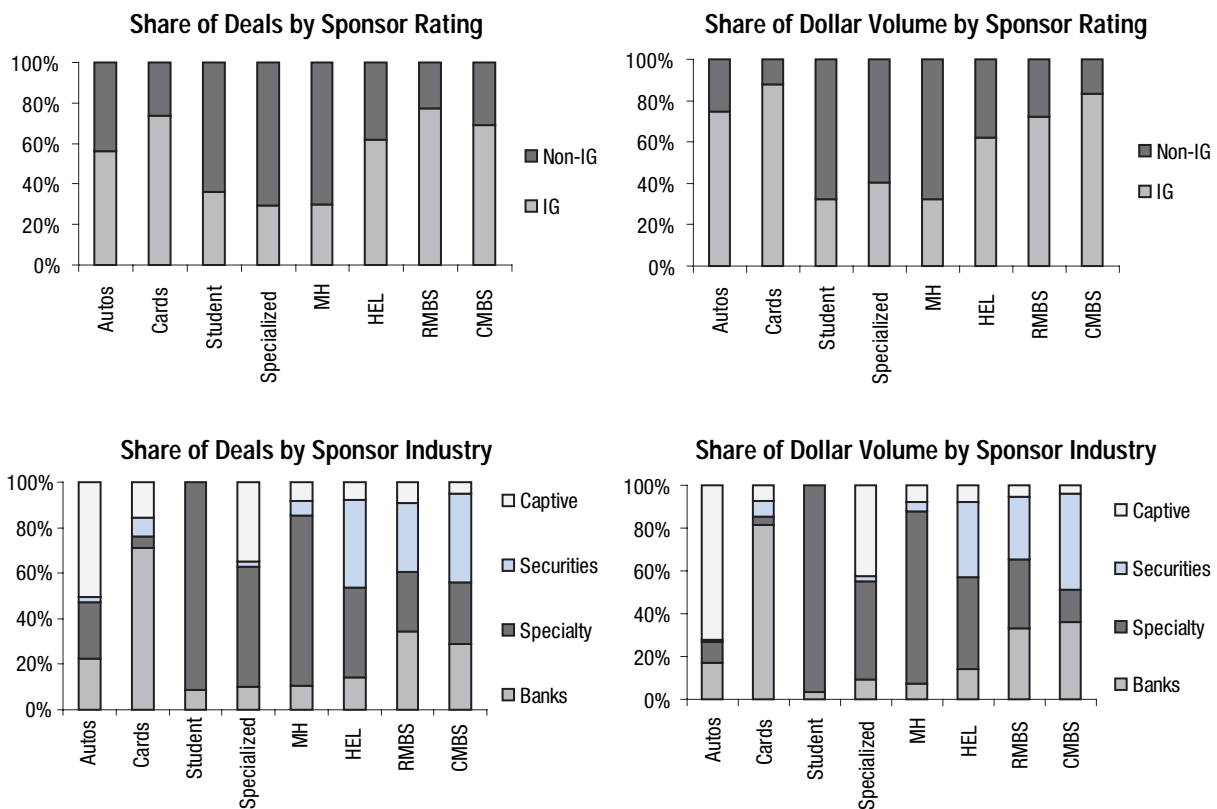 Share of Deals by Sponsor Rating
100%
80%
60%
40%
20%
0%
Autos
Cards
Student
Specialized
MH
HEL
RMBS
CMBS
Non-IG
IG
Share of Dollar Volume by Sponsor Rating
100%
80%
60%
40%
20%
0%
Autos
Cards
Student
Specialized
MH
HEL
RMBS
CMBS
Non-IG
IG
Share of Deals by Sponsor Industry
100%
80%
60%
40%
20%
0%
Autos
Cards
Student
Specialized
MH
HEL
RMBS
CMBS
Captive
Securities
Specialty
Banks
Share of Dollar Volume by Sponsor Industry
100%
80%
60%
40%
20%
0%
Autos
Cards
Student
Specialized
MH
HEL
RMBS
CMBS
Captive
Securities
Specialty
Banks